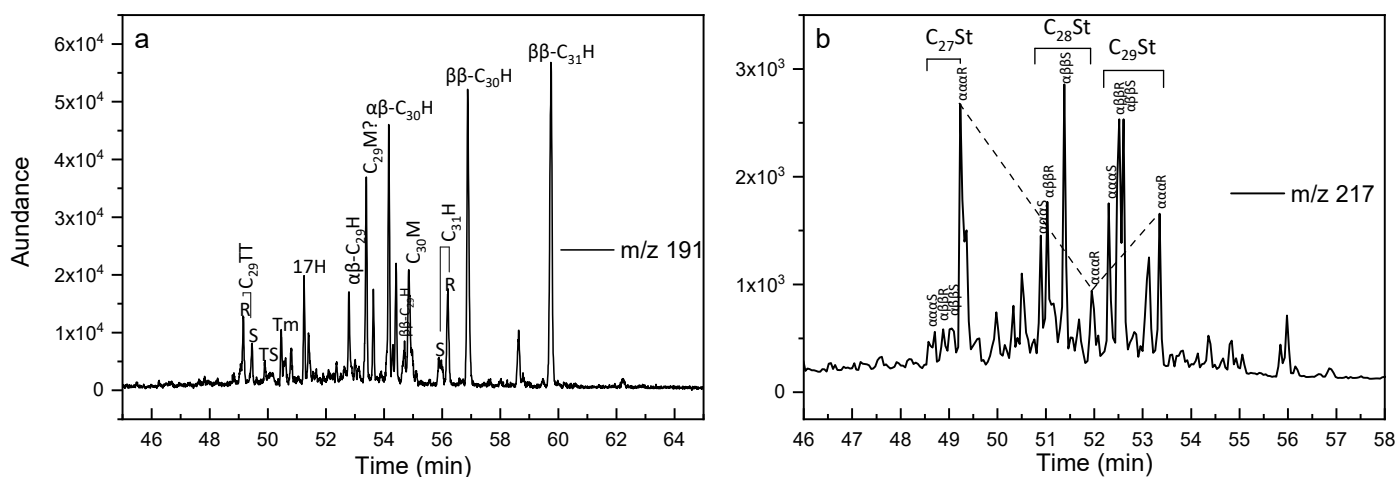 a
6x10⁴
5x10⁴
4x10⁴
3x10⁴
2x10⁴
1x10⁴
0
Aundance
46 48 50 52 54 56 58 60 62 64
Time (min)
C₂₉TT
R
S
TS
Tm
17H
αβ-C₂₉H
C₂₉M?
αβ-C₃₀H
ββ-C₂₉H
C₃₀M
C₃₁H
S
R
ββ-C₃₀H
ββ-C₃₁H
m/z 191
b
3x10³
2x10³
1x10³
0
46 47 48 49 50 51 52 53 54 55 56 57 58
Time (min)
C₂₇St
C₂₈St
C₂₉St
αααS
αββR
αββS
αααR
αααS
αββR
αββS
αααR
αααS
αββR
αββS
αααR
m/z 217